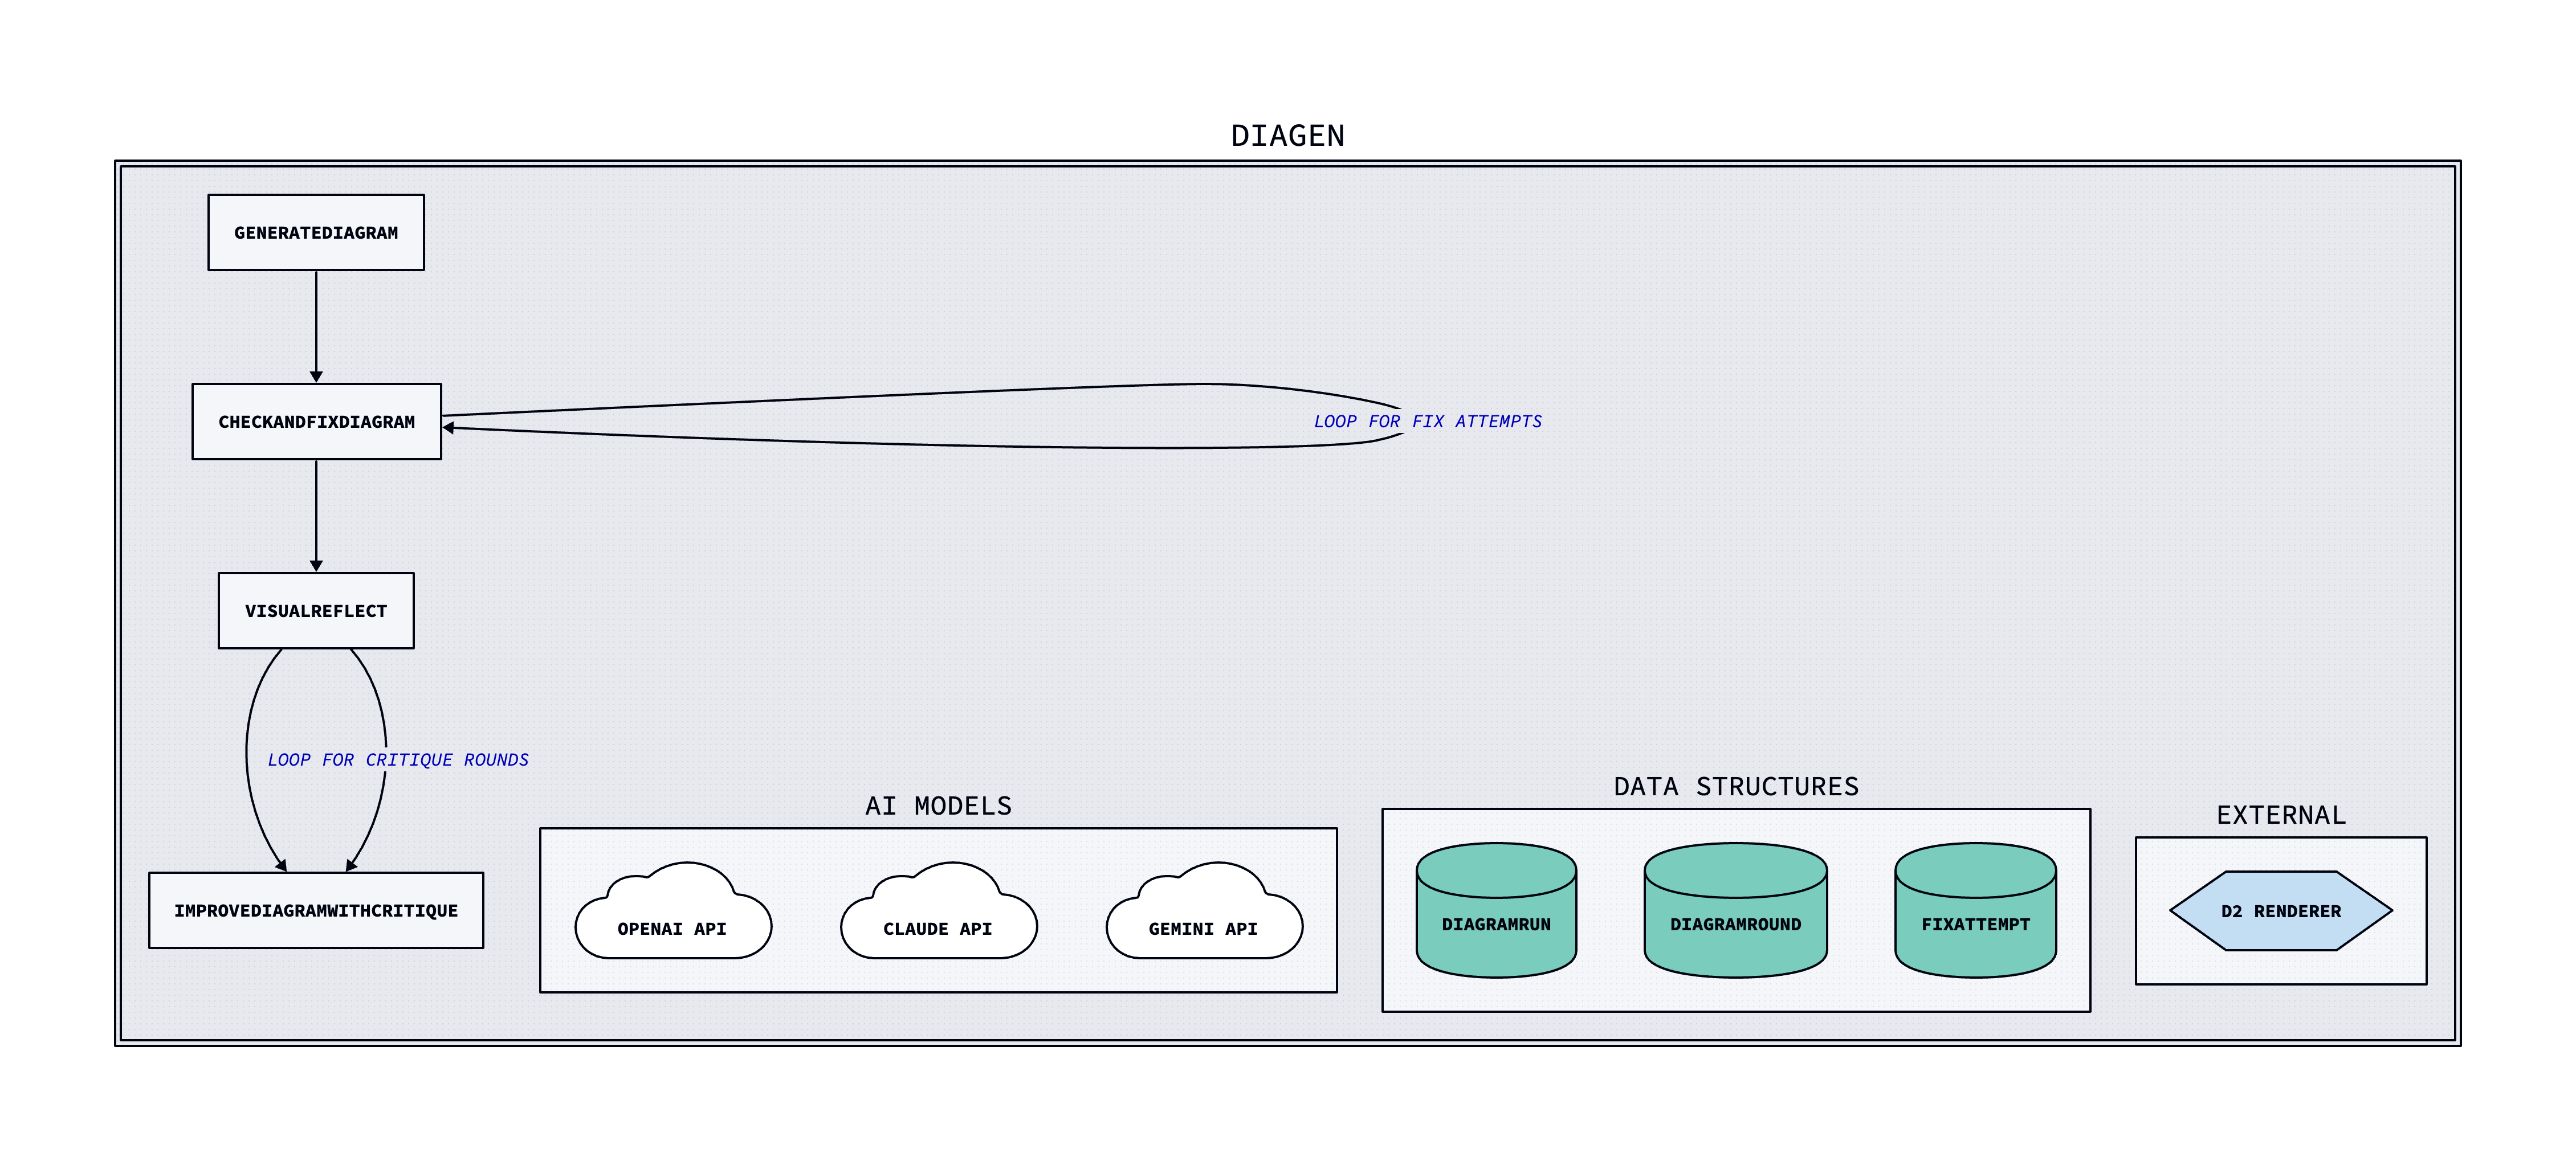 DIAGEN
GENERATEDIAGRAM
CHECKANDFIXDIAGRAM
LOOP FOR FIX ATTEMPTS
VISUALREFLECT
LOOP FOR CRITIQUE ROUNDS
IMPROVEDIAGRAMWITHCRITIQUE
AI MODELS
OPENAI API
CLAUDE API
GEMINI API
DATA STRUCTURES
DIAGRAMRUN
DIAGRAMROUND
FIXATTEMPT
EXTERNAL
D2 RENDERER